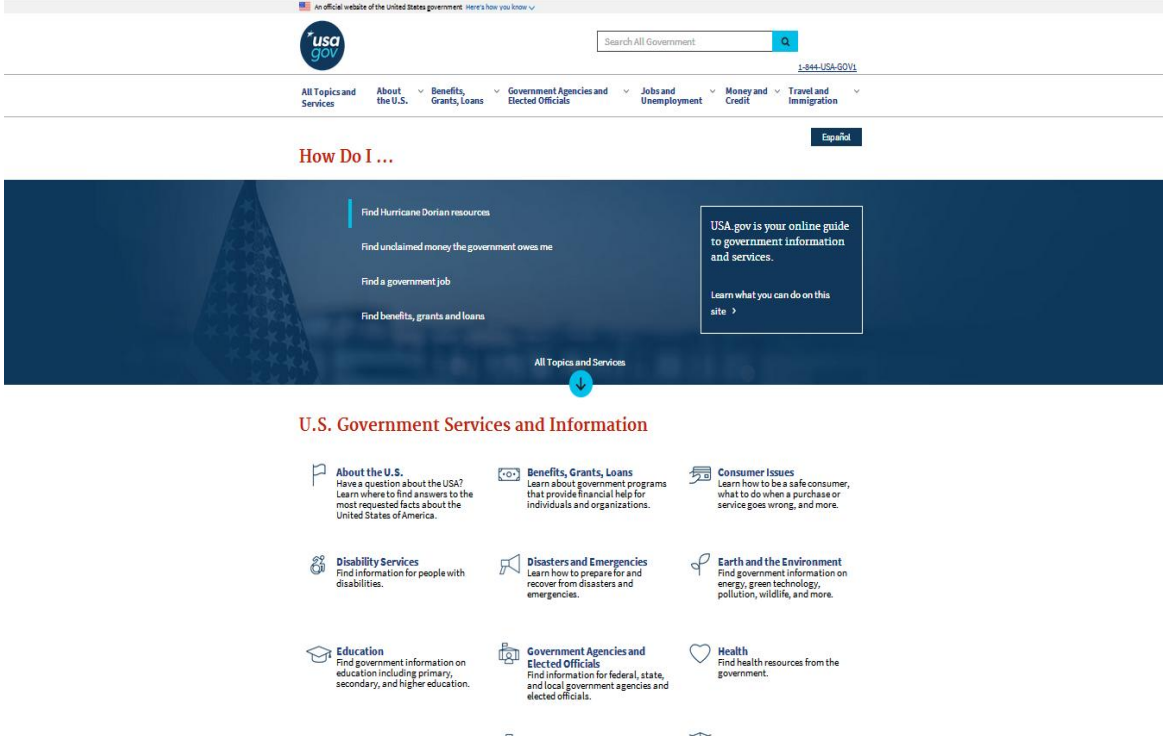 An official website of the United States government Here's how you know
usa
gov
Search All Government
1-844-USA-GOV1
All Topics and
Services
About
the U.S.
Benefits,
Grants, Loans
Government Agencies and
Elected Officials
Jobs and
Unemployment
Money and
Credit
Travel and
Immigration
Español
How Do I ...
Find Hurricane Dorian resources
Find unclaimed money the government owes me
Find a government job
Find benefits, grants and loans
USA.gov is your online guide
to government information
and services.
Learn what you can do on this
site >
All Topics and Services
U.S. Government Services and Information
About the U.S.
Have a question about the USA?
Learn where to find answers to the
most requested facts about the
United States of America.
Benefits, Grants, Loans
Learn about government programs
that provide financial help for
individuals and organizations.
Consumer Issues
Learn how to be a safe consumer,
what to do when a purchase or
service goes wrong, and more.
Disability Services
Find information for people with
disabilities.
Disasters and Emergencies
Learn how to prepare for and
recover from disasters and
emergencies.
Earth and the Environment
Find government information on
energy, green technology,
pollution, wildlife, and more.
Education
Find government information on
education including primary,
secondary, and higher education.
Government Agencies and
Elected Officials
Find information for federal, state,
and local government agencies and
elected officials.
Health
Find health resources from the
government.